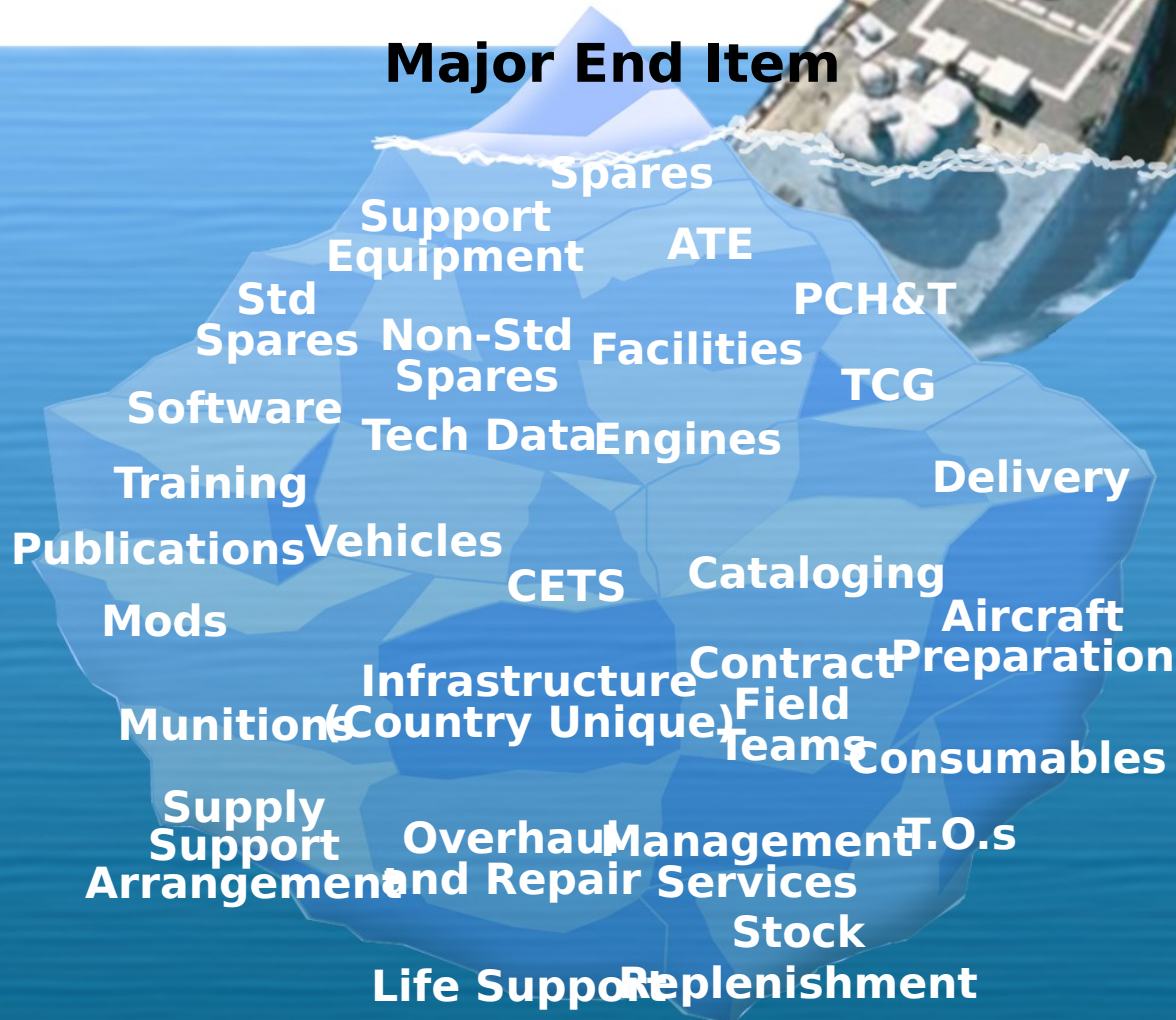 Major End Item
Spares
Support
Equipment
ATE
Std
Spares
PCH&T
Non-Std
Spares
Facilities
TCG
Software
Tech Data
Engines
Delivery
Training
Publications
Vehicles
CETS
Cataloging
Mods
Aircraft
Preparation
Infrastructure
(Country Unique)
Contract
Field
Teams
Munitions
Consumables
Supply
Support
Arrangement
Overhaul
and Repair
Management
Services
T.O.s
Stock
Replenishment
Life Support